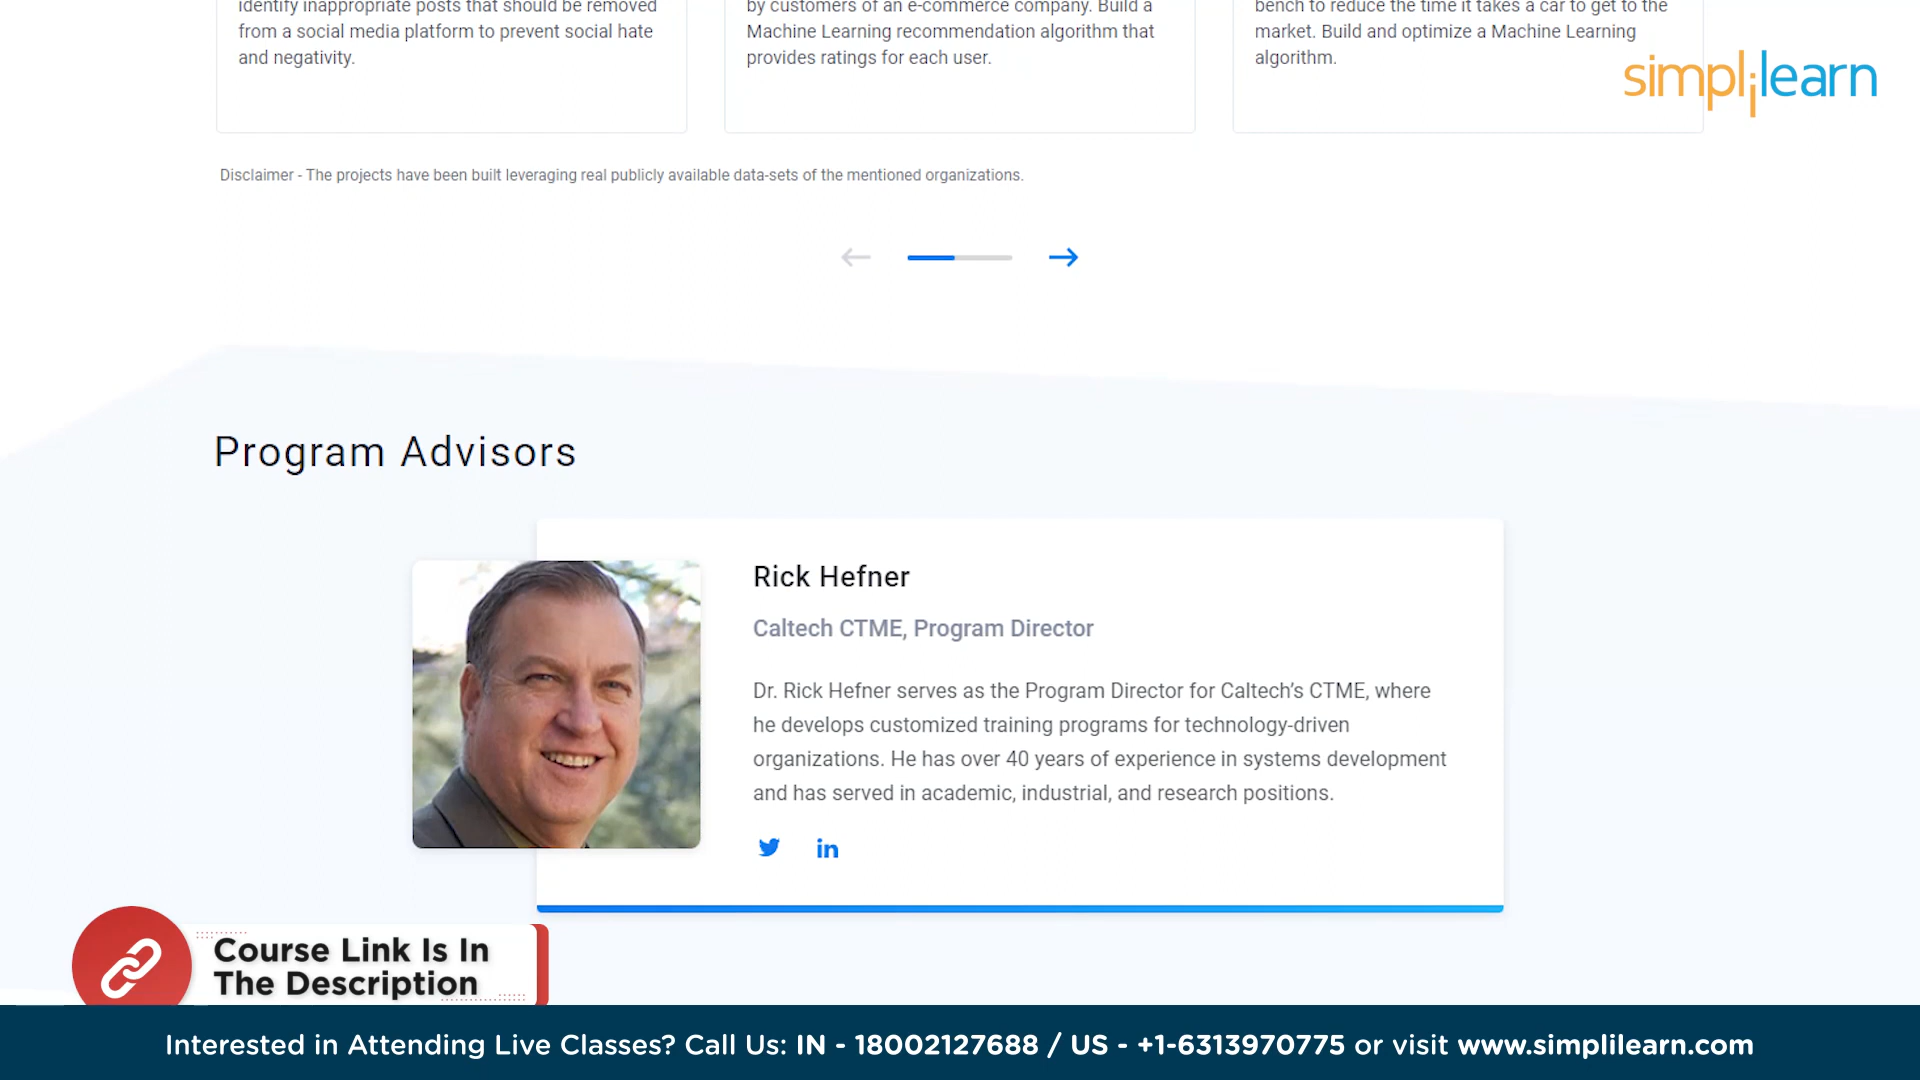 identify inappropriate posts that should be removed
from a social media platform to prevent social hate
and negativity.
by customers of an e-commerce company. Build a
Machine Learning recommendation algorithm that
provides ratings for each user.
bench to reduce the time it takes a car to get to the
market. Build and optimize a Machine Learning
algorithm.
simplilearn
Disclaimer - The projects have been built leveraging real publicly available data-sets of the mentioned organizations.
Program Advisors
Rick Hefner
Caltech CTME, Program Director
Dr. Rick Hefner serves as the Program Director for Caltech’s CTME, where
he develops customized training programs for technology-driven
organizations. He has over 40 years of experience in systems development
and has served in academic, industrial, and research positions.
in
Course Link Is In
The Description
Interested in Attending Live Classes? Call Us: IN - 18002127688 / US - +1-6313970775 or visit www.simplilearn.com